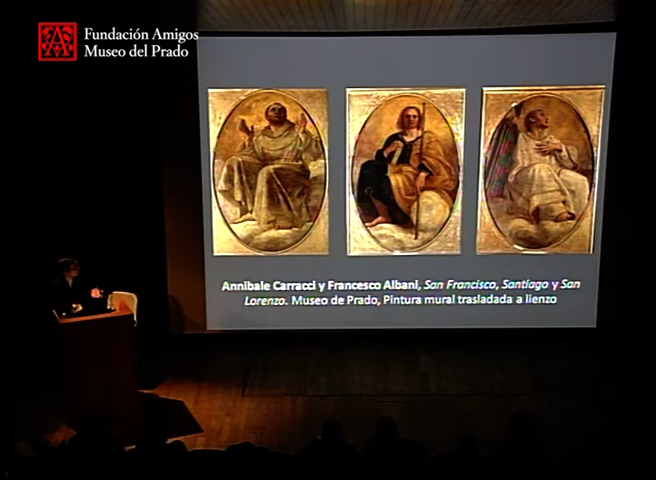 Fundación Amigos
Museo del Prado
Annibale Carracci y Francesco Albani, San Francisco, Santiago y San
Lorenzo. Museo de Prado, Pintura mural trasladada a lienzo